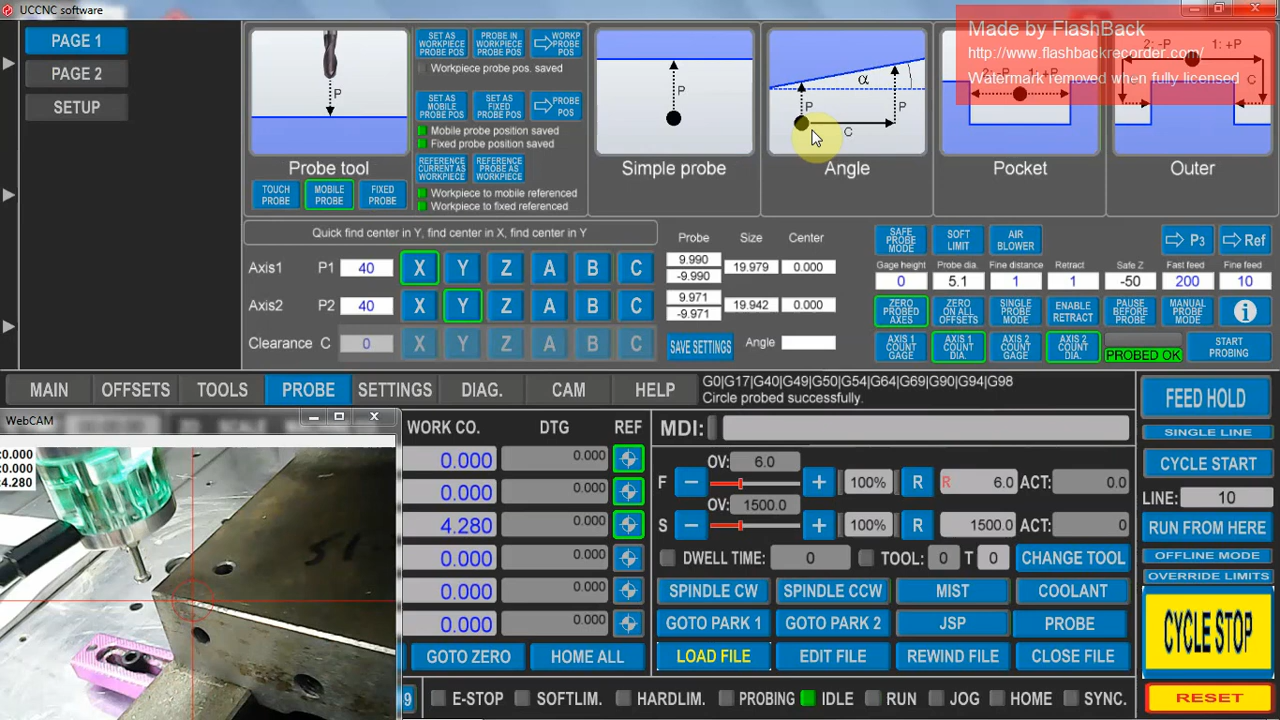 UCCNC software
Made by FlashBack
http://www.flashbackrecorder.com/
Watermark removed when fully licensed
PAGE 1
PAGE 2
SETUP
P
Probe tool
TOUCH PROBE
MOBILE PROBE
FIXED PROBE
SET AS WORKPIECE PROBE POS
PROBE IN WORKPIECE PROBE POS
WORKP PROBE POS
Workpiece probe pos. saved
SET AS MOBILE PROBE POS
SET AS FIXED PROBE POS
PROBE POS
Mobile probe position saved
Fixed probe position saved
REFERENCE CURRENT AS WORKPIECE
REFERENCE PROBE AS WORKPIECE
Workpiece to mobile referenced
Workpiece to fixed referenced
P
Simple probe
P α P
C
Angle
2: -P 1: +P
Pocket
2: -P 1: +P
C C
Outer
Quick find center in Y, find center in X, find center in Y
Probe Size Center
Axis1 P1 40 X Y Z A B C
9.990
-9.990
19.979 0.000
Axis2 P2 40 X Y Z A B C
9.971
-9.971
19.942 0.000
Clearance C 0 X Y Z A B C
SAVE SETTINGS
Angle
SAFE PROBE MODE
SOFT LIMIT
AIR BLOWER
P3
Ref
Gage height Probe dia. Fine distance Retract Safe Z Fast feed Fine feed
0 5.1 1 1 -50 200 10
ZERO PROBED AXES
ZERO ON ALL OFFSETS
SINGLE PROBE MODE
ENABLE RETRACT
PAUSE BEFORE PROBE
MANUAL PROBE MODE
i
AXIS 1 COUNT GAGE
AXIS 1 COUNT DIA.
AXIS 2 COUNT GAGE
AXIS 2 COUNT DIA.
PROBED OK
START PROBING
MAIN OFFSETS TOOLS PROBE SETTINGS DIAG. CAM HELP
G0|G17|G40|G49|G50|G54|G64|G69|G90|G94|G98
Circle probed successfully.
FEED HOLD
SINGLE LINE
CYCLE START
LINE: 10
RUN FROM HERE
OFFLINE MODE
OVERRIDE LIMITS
CYCLE STOP
RESET
WebCAM
:0.000
:0.000
:4.280
51
WORK CO. DTG REF
0.000 0.000
0.000 0.000
4.280 0.000
0.000 0.000
0.000 0.000
0.000 0.000
GOTO ZERO HOME ALL
MDI:
OV: 6.0
F − + 100% R R 6.0 ACT: 0.0
OV: 1500.0
S − + 100% R 1500.0 ACT: 0
DWELL TIME: 0 TOOL: 0 T 0 CHANGE TOOL
SPINDLE CW SPINDLE CCW MIST COOLANT
GOTO PARK 1 GOTO PARK 2 JSP PROBE
LOAD FILE EDIT FILE REWIND FILE CLOSE FILE
9 E-STOP SOFTLIM. HARDLIM. PROBING IDLE RUN JOG HOME SYNC.